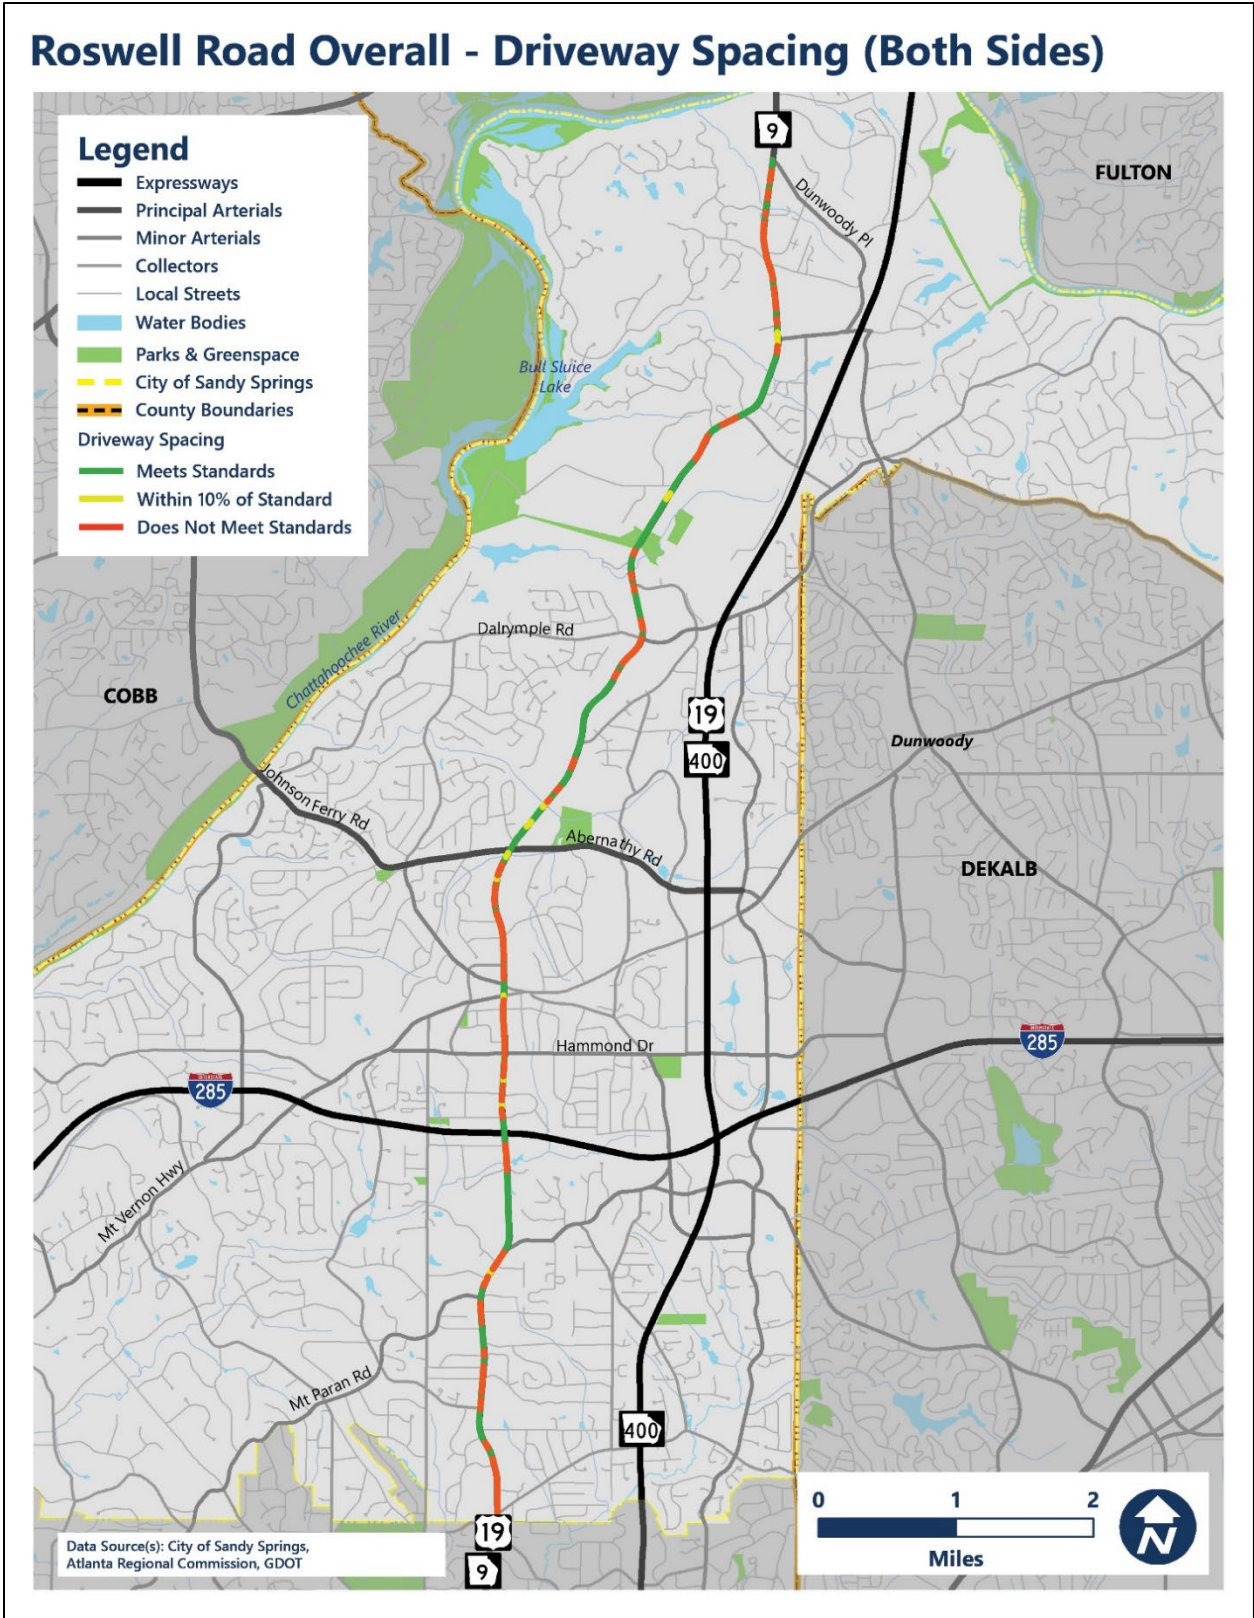 Roswell Road Overall - Driveway Spacing (Both Sides)
Legend
Expressways
Principal Arterials
Minor Arterials
Collectors
Local Streets
Water Bodies
Parks & Greenspace
City of Sandy Springs
County Boundaries
Driveway Spacing
Meets Standards
Within 10% of Standard
Does Not Meet Standards
9
Dunwoody Pl
FULTON
Bull Sluice
Lake
Dalrymple Rd
Chattahoochee River
COBB
19
400
Dunwoody
Johnson Ferry Rd
Abernathy Rd
DEKALB
Hammond Dr
INTERSTATE
285
INTERSTATE
285
Mt Vernon Hwy
Mt Paran Rd
400
19
9
0 1 2
Miles
N
Data Source(s): City of Sandy Springs,
Atlanta Regional Commission, GDOT